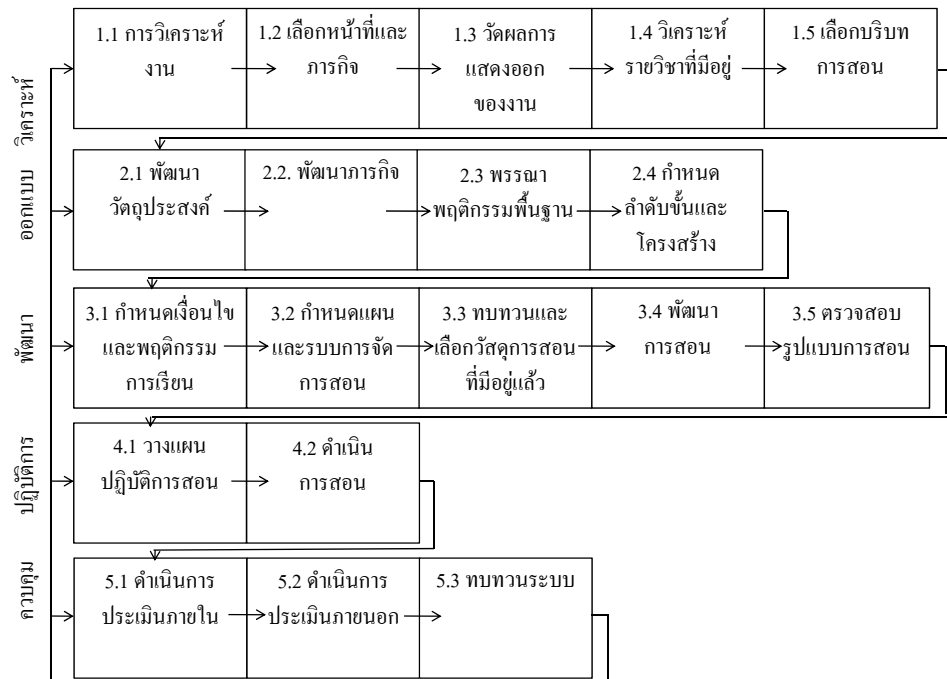 วิเคราะห์
1.1 การวิเคราะห์
งาน
1.2 เลือกหน้าที่และ
ภารกิจ
1.3 วัดผลการ
แสดงออก
ของงาน
1.4 วิเคราะห์
รายวิชาที่มีอยู่
1.5 เลือกบริบท
การสอน
ออกแบบ
2.1 พัฒนา
วัตถุประสงค์
2.2. พัฒนาภารกิจ
2.3 พรรณา
พฤติกรรมพื้นฐาน
2.4 กำหนด
ลำดับขั้นและ
โครงสร้าง
พัฒนา
3.1 กำหนดเงื่อนไข
และพฤติกรรม
การเรียน
3.2 กำหนดแผน
และรบบการจัด
การสอน
3.3 ทบทวนและ
เลือกวัสดุการสอน
ที่มีอยู่แล้ว
3.4 พัฒนา
การสอน
3.5 ตรวจสอบ
รูปแบบการสอน
ปฏิบัติการ
4.1 วางแผน
ปฏิบัติการสอน
4.2 ดำเนิน
การสอน
ควบคุม
5.1 ดำเนินการ
ประเมินภายใน
5.2 ดำเนินการ
ประเมินภายนอก
5.3 ทบทวนระบบ